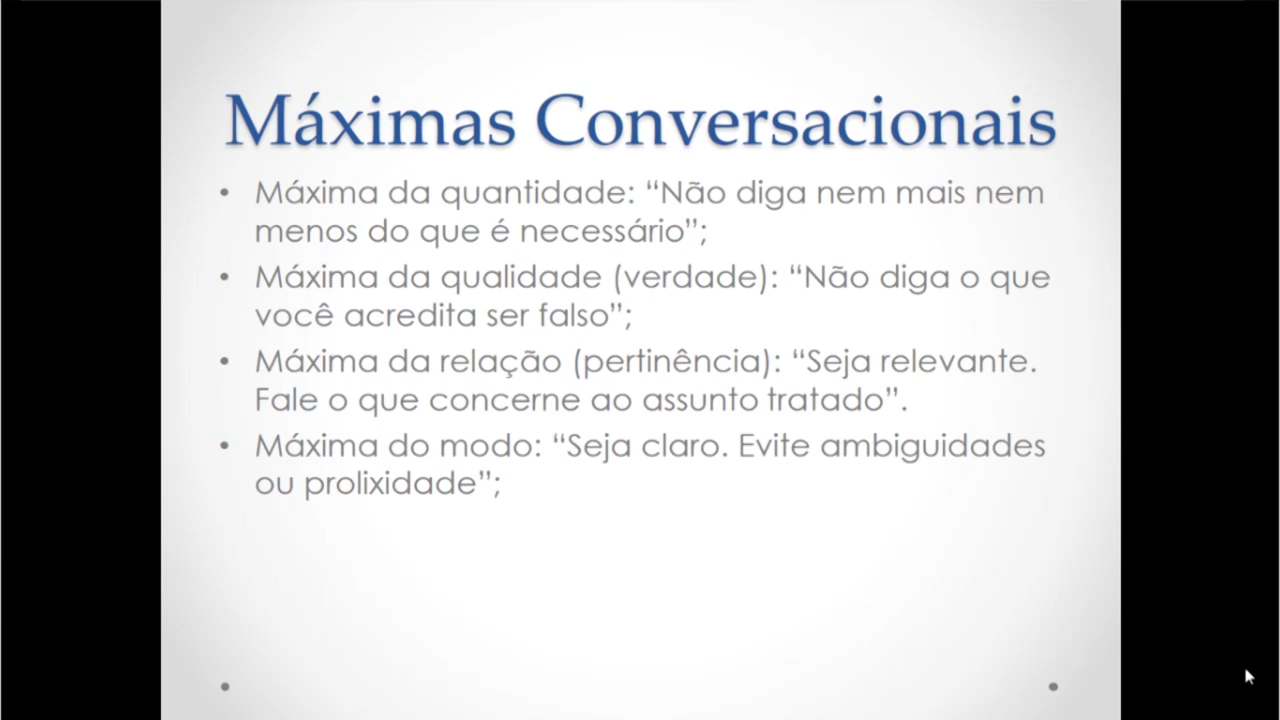 Máximas Conversacionais
• Máxima da quantidade: “Não diga nem mais nem
menos do que é necessário”;
• Máxima da qualidade (verdade): “Não diga o que
você acredita ser falso”;
• Máxima da relação (pertinência): “Seja relevante.
Fale o que concerne ao assunto tratado”.
• Máxima do modo: “Seja claro. Evite ambiguidades
ou prolixidade”;